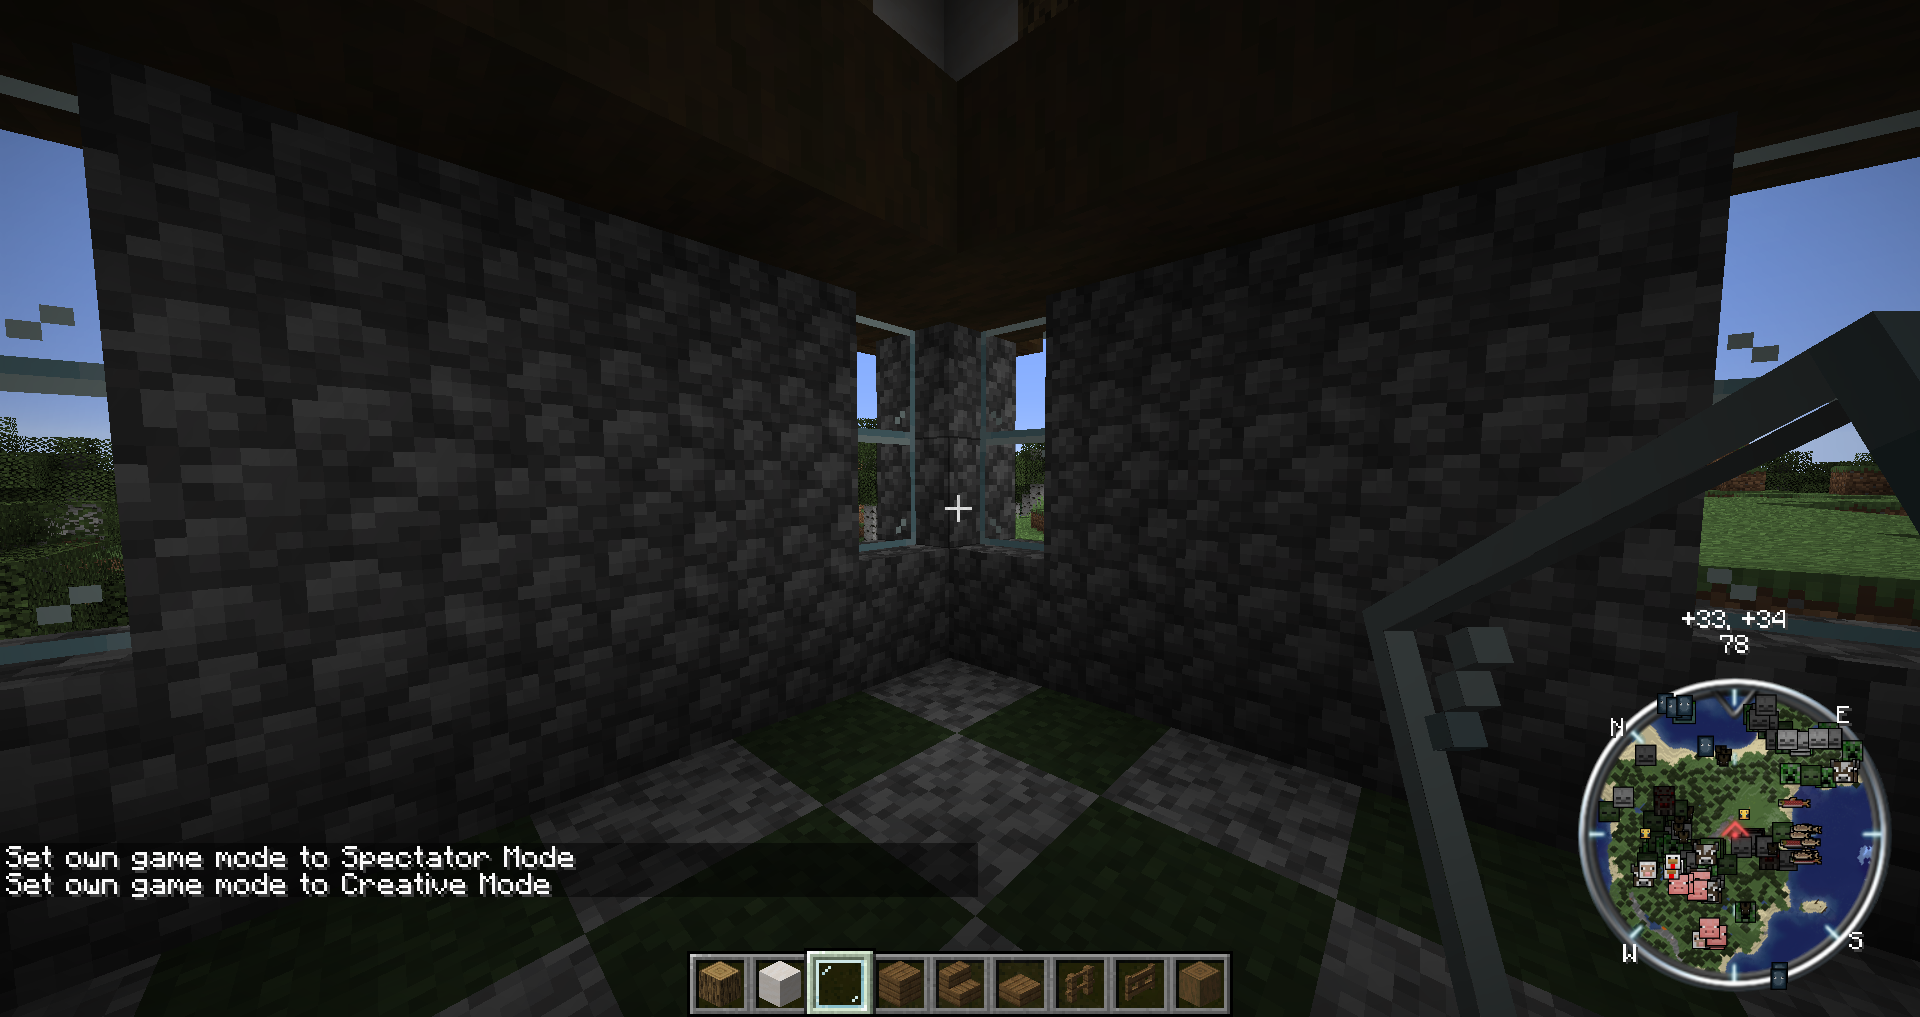 +33, +34
78
N
E
W
S
Set own game mode to Spectator Mode
Set own game mode to Creative Mode